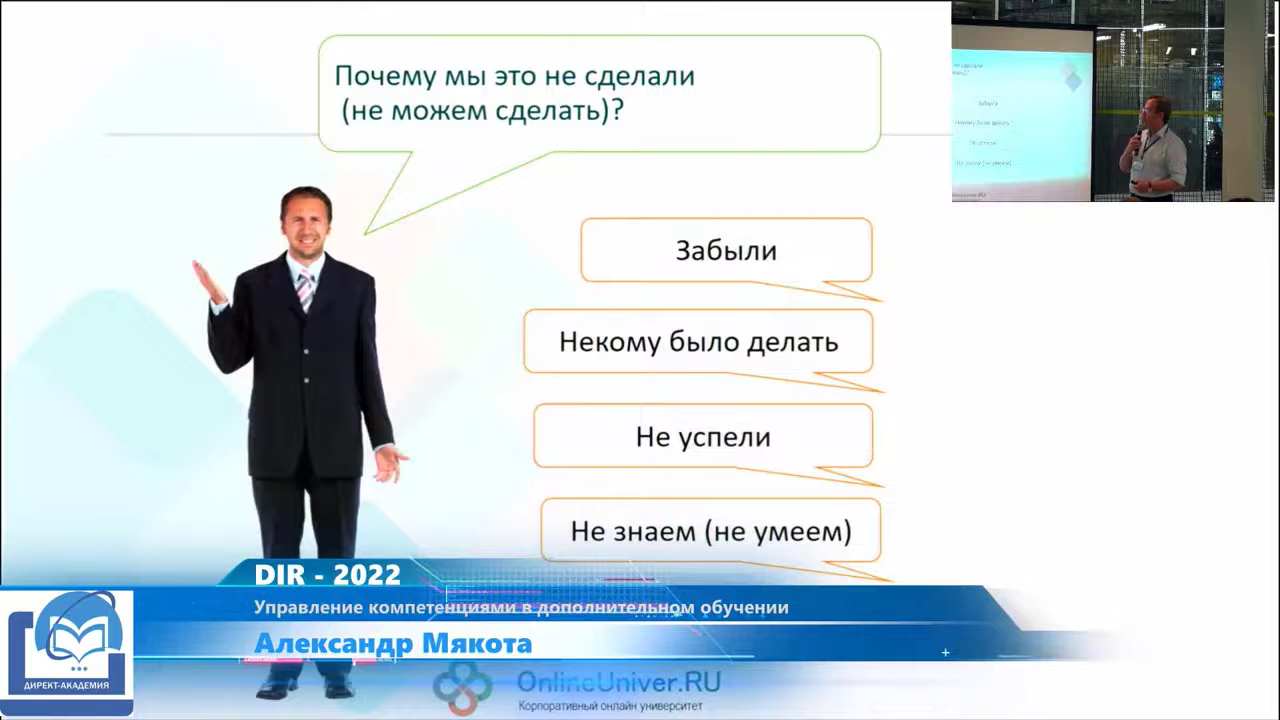 Почему мы это не сделали
(не можем сделать)?
Забыли
Некому было делать
Не успели
Не знаем (не умеем)
DIR - 2022
Управление компетенциями в дополнительном обучении
Александр Мякота
ДИРЕКТ-АКАДЕМИЯ
OnlineUniver.RU
Корпоративный онлайн университет